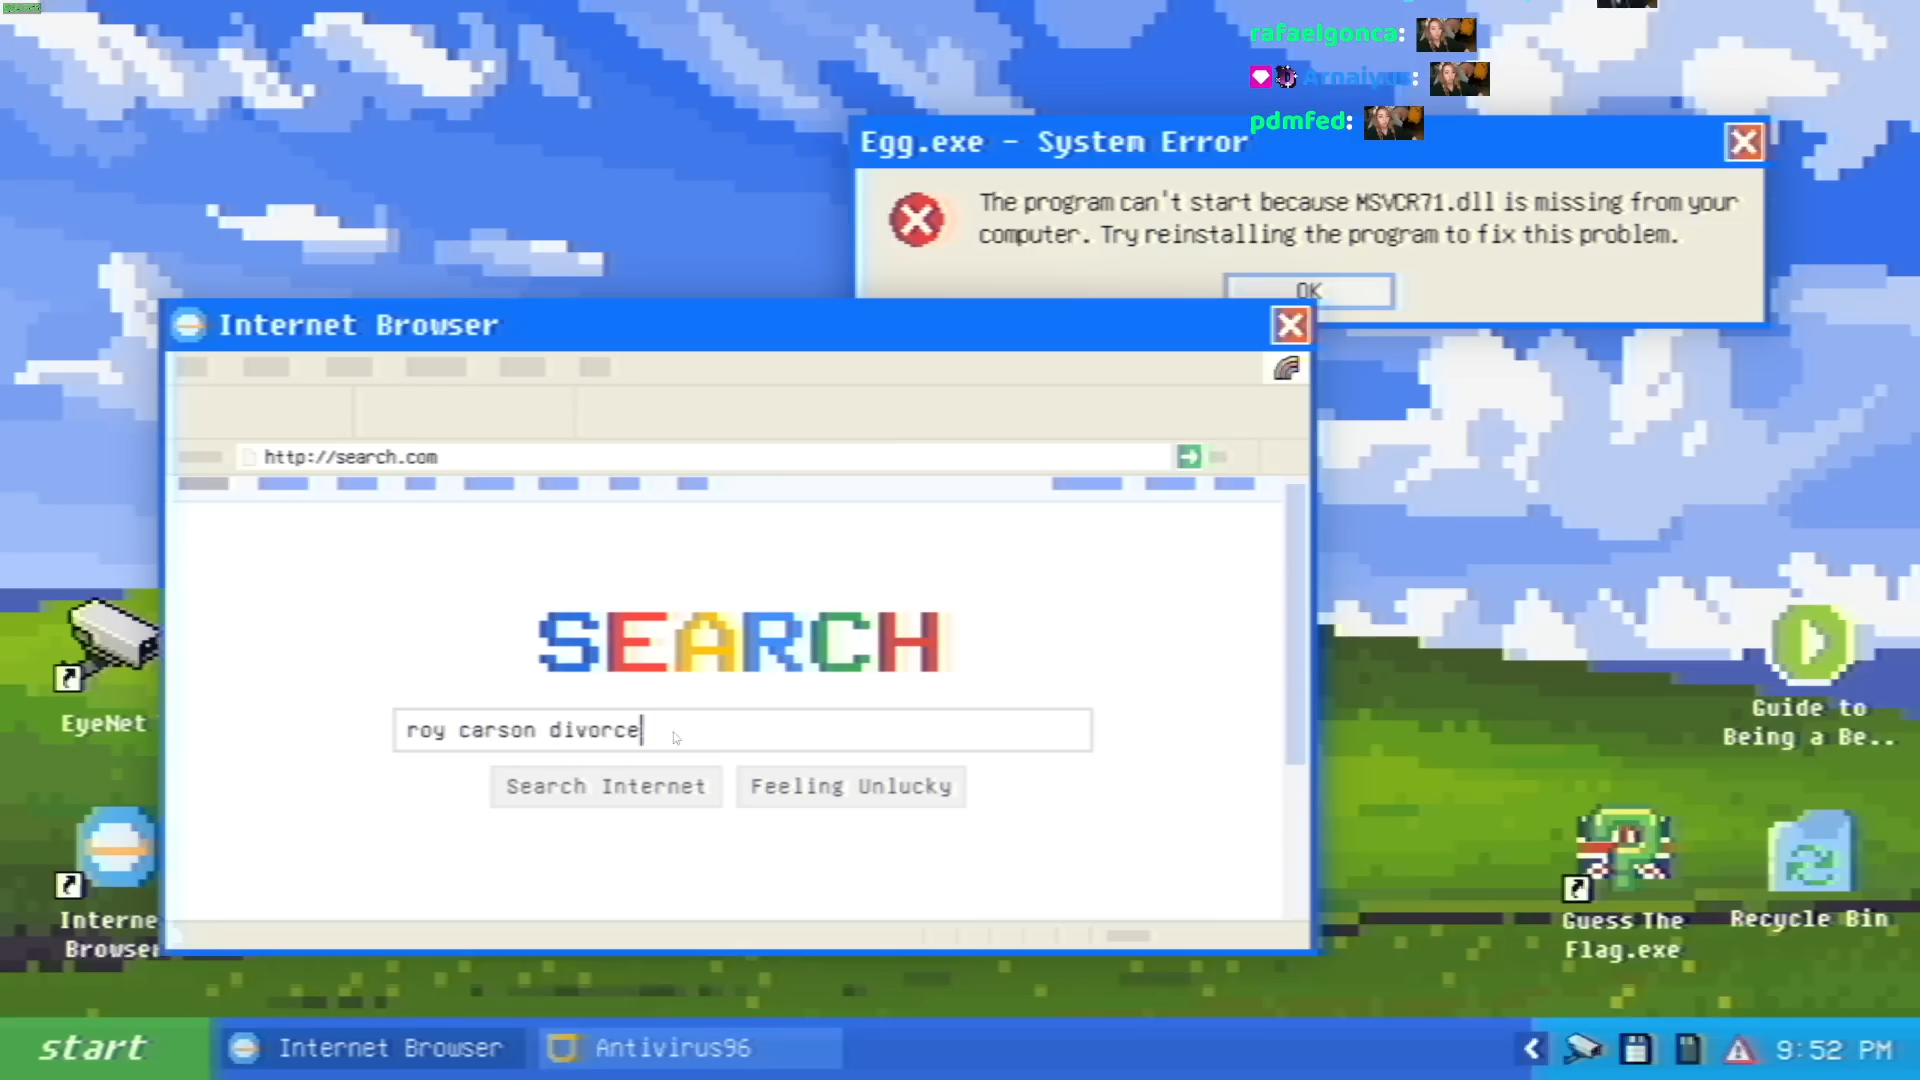 rafaelgonca:
Arnaiyus:
pdmfed:
Egg.exe - System Error
The program can't start because MSVCR71.dll is missing from your
computer. Try reinstalling the program to fix this problem.
OK
Internet Browser
http://search.com
SEARCH
roy carson divorce
Search Internet
Feeling Unlucky
EyeNet
Interne
Browser
Guide to
Being a Be..
Guess The
Flag.exe
Recycle Bin
start
Internet Browser
Antivirus96
9:52 PM